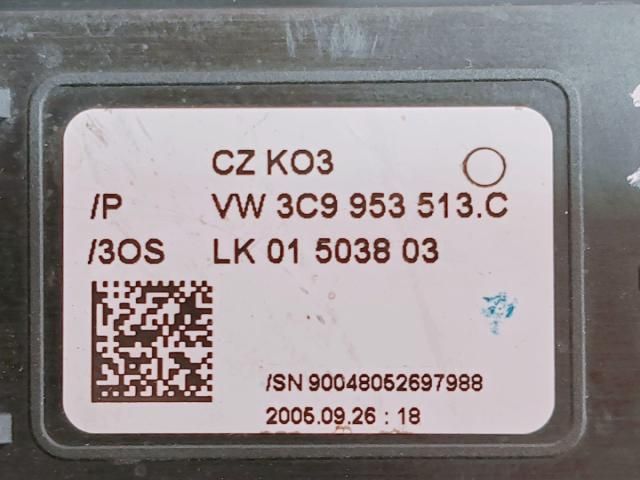 CZ KO3
/P VW 3C9 953 513.C
/3OS LK 01 5038 03
/SN 90048052697988
2005.09.26 : 18